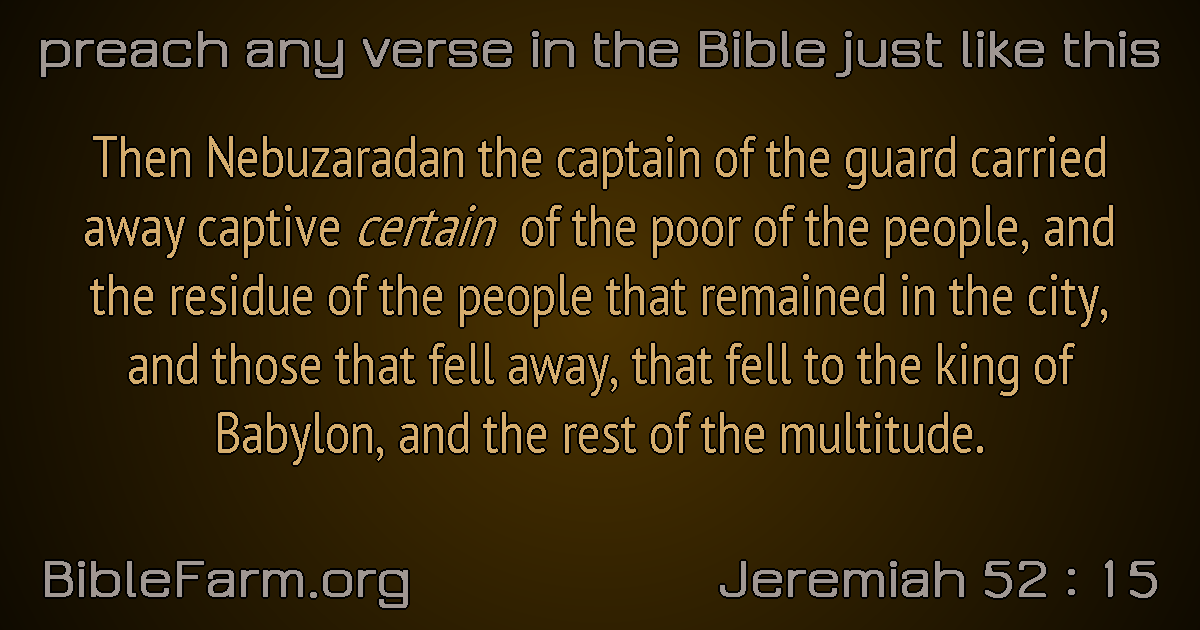 preach any verse in the Bible just like this
Then Nebuzaradan the captain of the guard carried
away captive certain of the poor of the people, and
the residue of the people that remained in the city,
and those that fell away, that fell to the king of
Babylon, and the rest of the multitude.
BibleFarm.org
Jeremiah 52 : 15